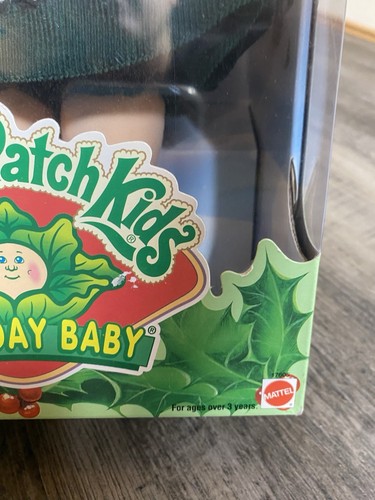 Patch Kids®
DAY BABY®
MATTEL
For ages over 3 years.